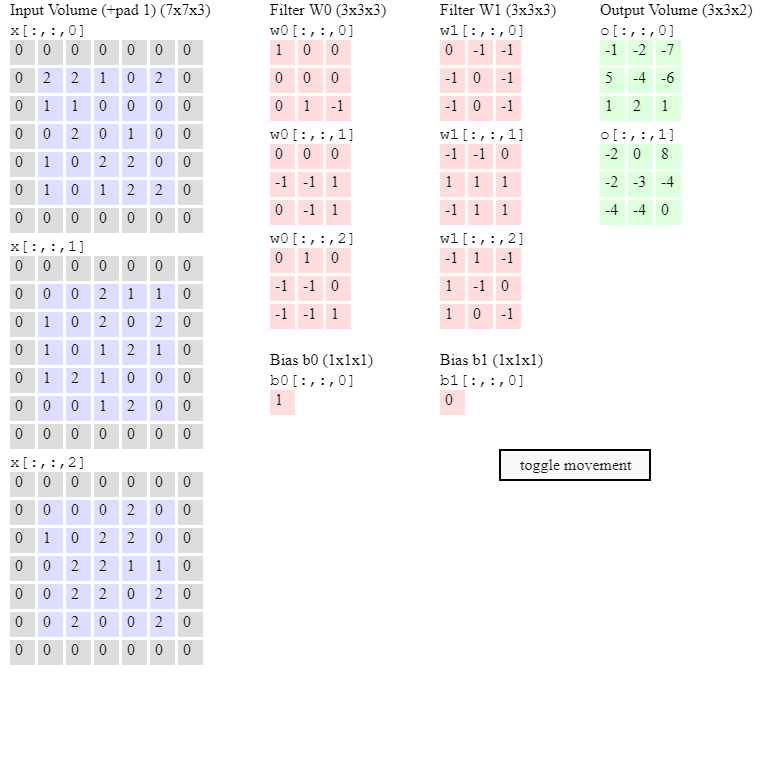 Input Volume (+pad 1) (7x7x3)
x[:,:,0]
0 0 0 0 0 0 0
0 2 2 1 0 2 0
0 1 1 0 0 0 0
0 0 2 0 1 0 0
0 1 0 2 2 0 0
0 1 0 1 2 2 0
0 0 0 0 0 0 0
x[:,:,1]
0 0 0 0 0 0 0
0 0 0 2 1 1 0
0 1 0 2 0 2 0
0 1 0 1 2 1 0
0 1 2 1 0 0 0
0 0 0 1 2 0 0
0 0 0 0 0 0 0
x[:,:,2]
0 0 0 0 0 0 0
0 0 0 0 2 0 0
0 1 0 2 2 0 0
0 0 2 2 1 1 0
0 0 2 2 0 2 0
0 0 2 0 0 2 0
0 0 0 0 0 0 0
Filter W0 (3x3x3)
w0[:,:,0]
1 0 0
0 0 0
0 1 -1
w0[:,:,1]
0 0 0
-1 -1 1
0 -1 1
w0[:,:,2]
0 1 0
-1 -1 0
-1 -1 1
Bias b0 (1x1x1)
b0[:,:,0]
1
Filter W1 (3x3x3)
w1[:,:,0]
0 -1 -1
-1 0 -1
-1 0 -1
w1[:,:,1]
-1 -1 0
1 1 1
-1 1 1
w1[:,:,2]
-1 1 -1
1 -1 0
1 0 -1
Bias b1 (1x1x1)
b1[:,:,0]
0
Output Volume (3x3x2)
o[:,:,0]
-1 -2 -7
5 -4 -6
1 2 1
o[:,:,1]
-2 0 8
-2 -3 -4
-4 -4 0
toggle movement